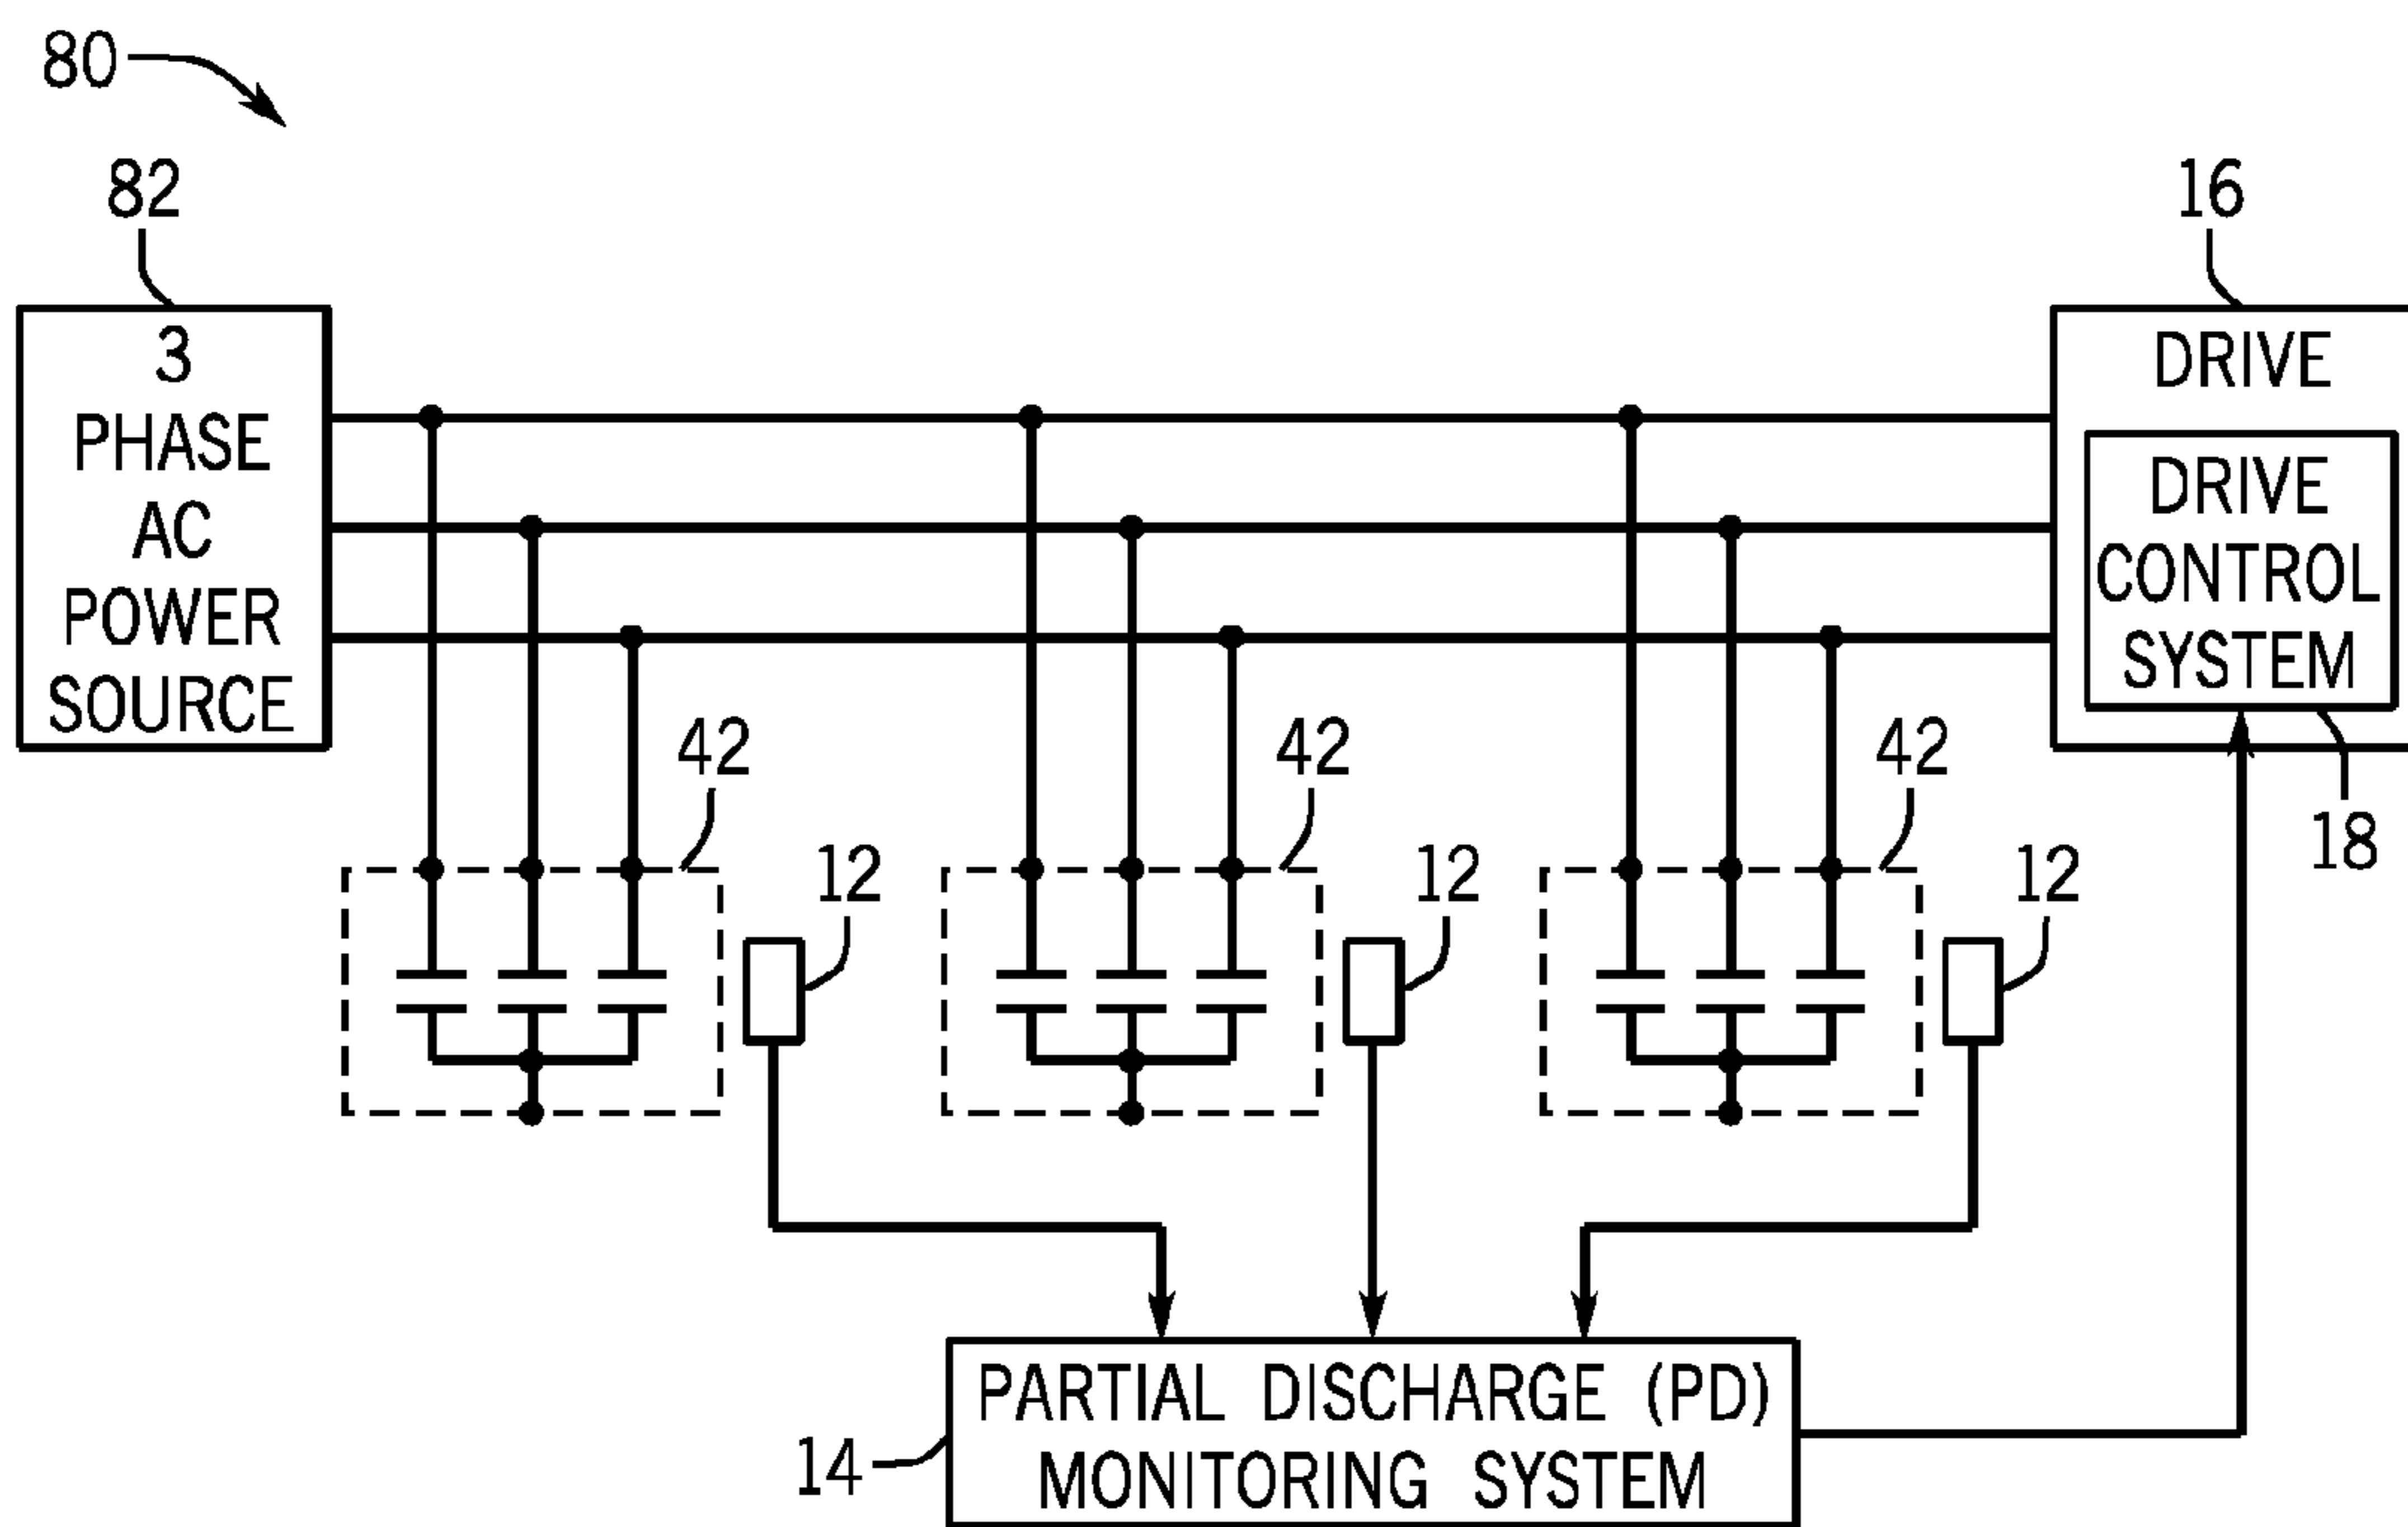 80
82
16
3
PHASE
AC
POWER
SOURCE
DRIVE
DRIVE
CONTROL
SYSTEM
42
42
42
18
12
12
12
PARTIAL DISCHARGE (PD)
MONITORING SYSTEM
14